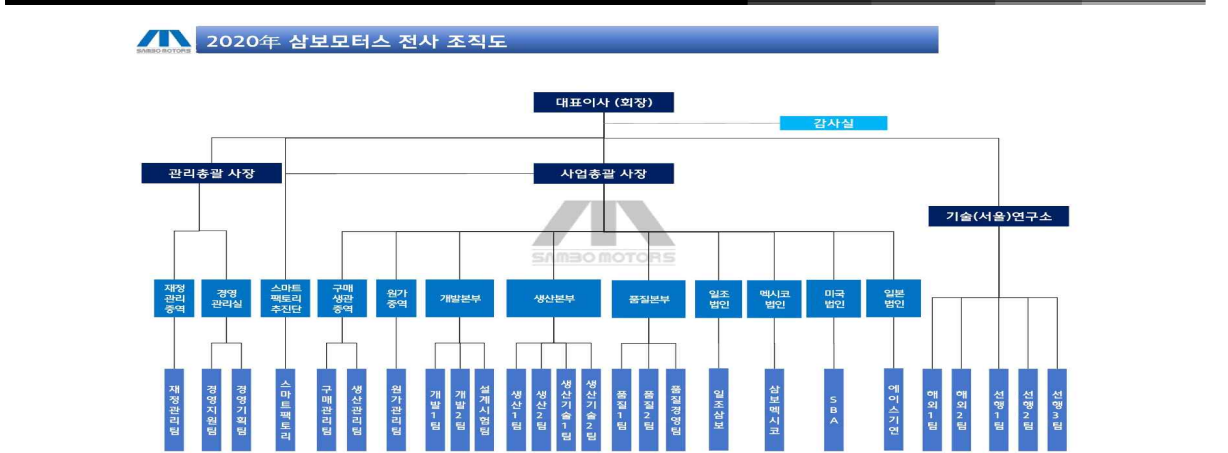 SAMBO MOTORS
2020年 삼보모터스 전사 조직도
대표이사 (회장)
감사실
관리총괄 사장
사업총괄 사장
기술(서울)연구소
SAMBO MOTORS
재정
관리
중역
경영
관리실
스마트
팩토리
추진단
구매
생관
중역
원가
중역
개발본부
생산본부
품질본부
일조
법인
멕시코
법인
미국
법인
일본
법인
재정관리팀
경영지원팀
경영기획팀
스마트팩토리
구매관리팀
생산관리팀
원가관리팀
개발1팀
개발2팀
설계시험팀
생산1팀
생산2팀
생산기술1팀
생산기술2팀
품질1팀
품질2팀
품질경영팀
일조삼보
삼보멕시코
SBA
에이스기연
해외1팀
해외2팀
선행1팀
선행2팀
선행3팀